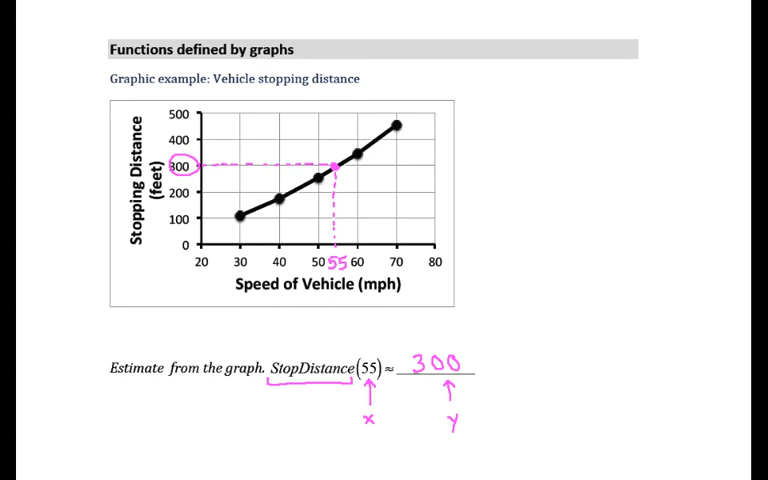 Functions defined by graphs
Graphic example: Vehicle stopping distance
Stopping Distance
(feet)
500
400
300
200
100
0
20 30 40 50 55 60 70 80
Speed of Vehicle (mph)
Estimate from the graph. StopDistance(55) ≈ 300
x y